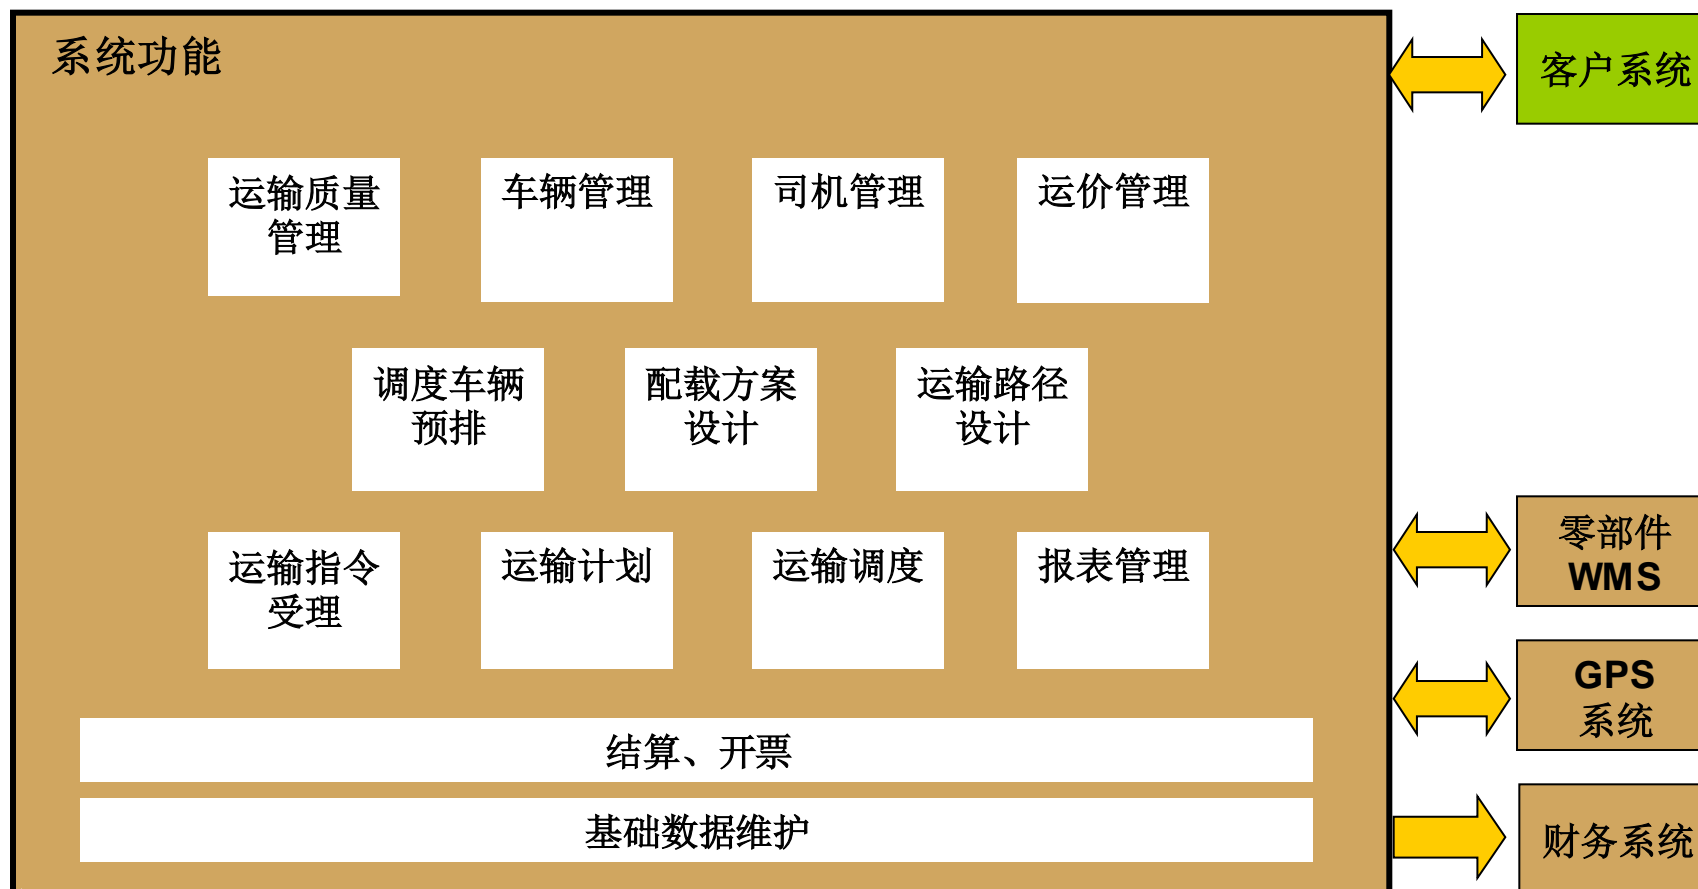 系统功能
客户系统
运输质量
管理
车辆管理
司机管理
运价管理
调度车辆
预排
配载方案
设计
运输路径
设计
运输指令
受理
运输计划
运输调度
报表管理
零部件
WMS
GPS
系统
结算、开票
基础数据维护
财务系统